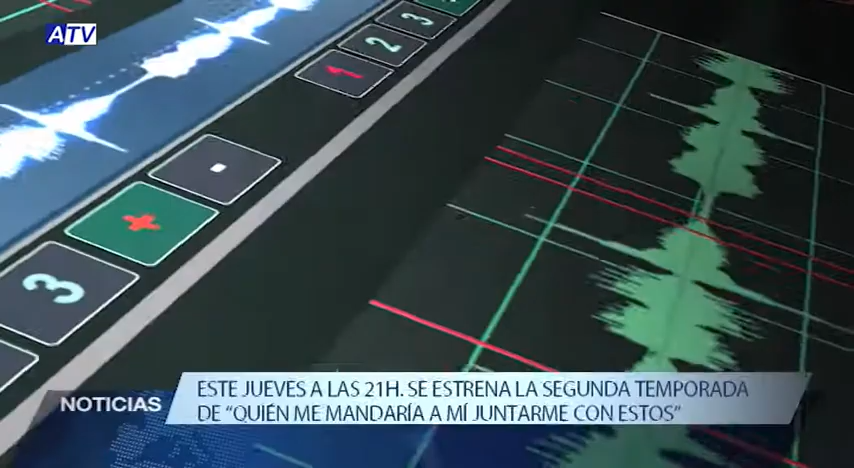 ATV
3
2
1
-
+
3
ESTE JUEVES A LAS 21H. SE ESTRENA LA SEGUNDA TEMPORADA
NOTICIAS
DE “QUIÉN ME MANDARÍA A MÍ JUNTARME CON ESTOS”